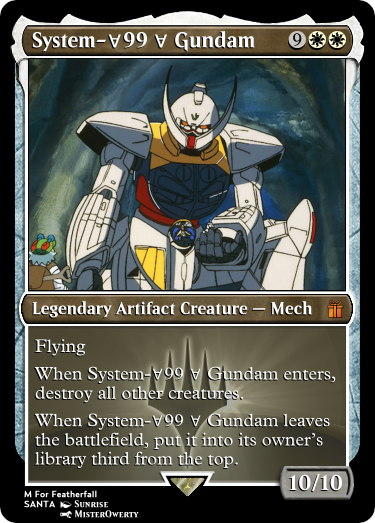 System-∀99 ∀ Gundam 9
Legendary Artifact Creature — Mech
Flying
When System-∀99 ∀ Gundam enters,
destroy all other creatures.
When System-∀99 ∀ Gundam leaves
the battlefield, put it into its owner's
library third from the top.
10/10
M For Featherfall
SANTA Sunrise
MisterOwerty